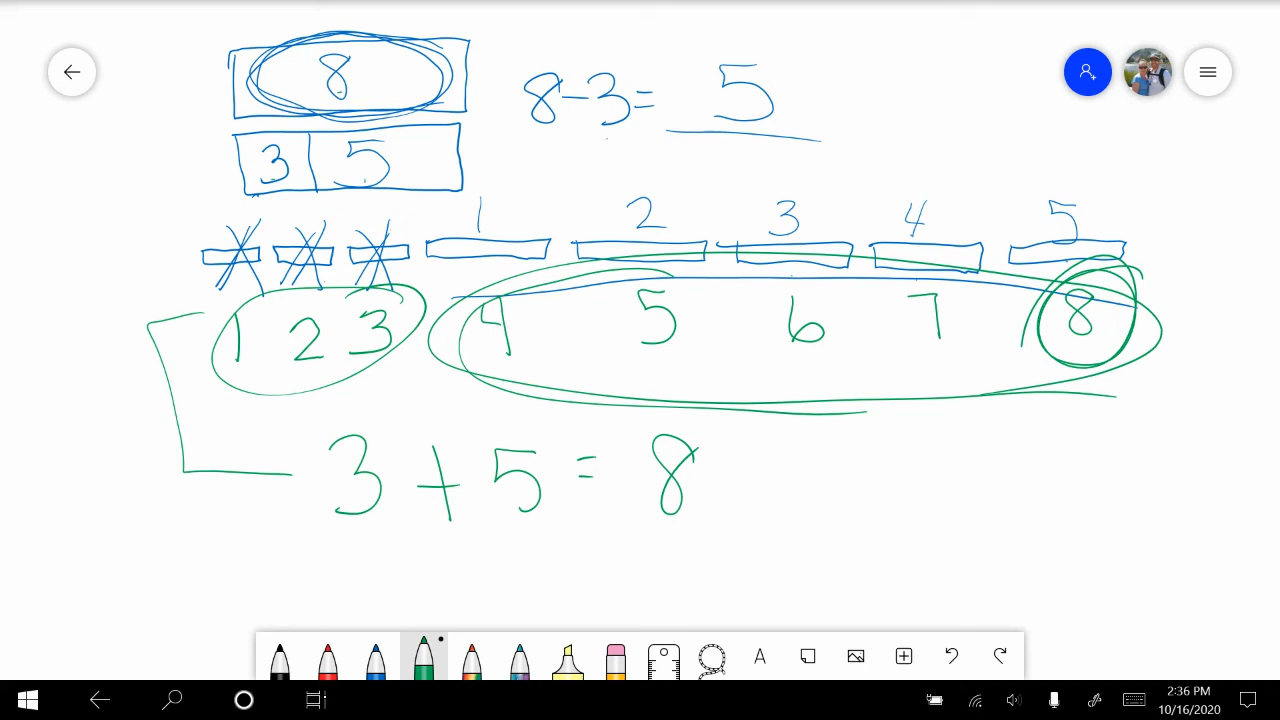 8
8-3= 5
3 5
1 2 3 4 5
1 2 3 4 5 6 7 8
3 + 5 = 8
A
2:36 PM
10/16/2020